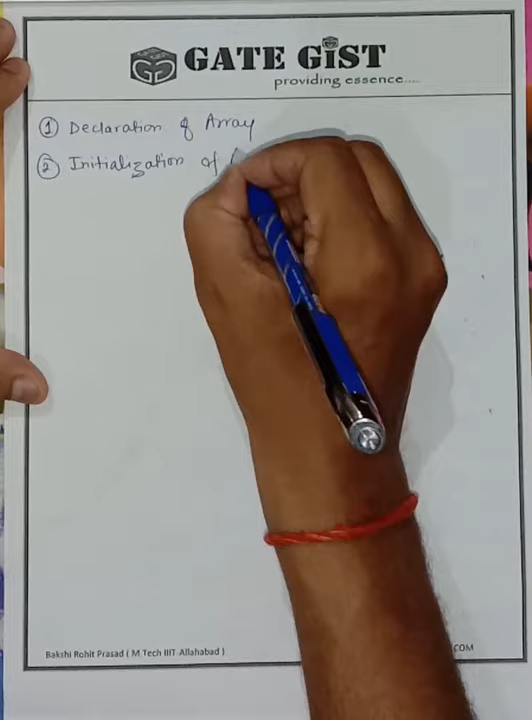 GATE GiST
providing essence....
① Declaration of Array
② Initialization of
Bakshi Rohit Prasad ( M Tech IIIT Allahabad )
COM